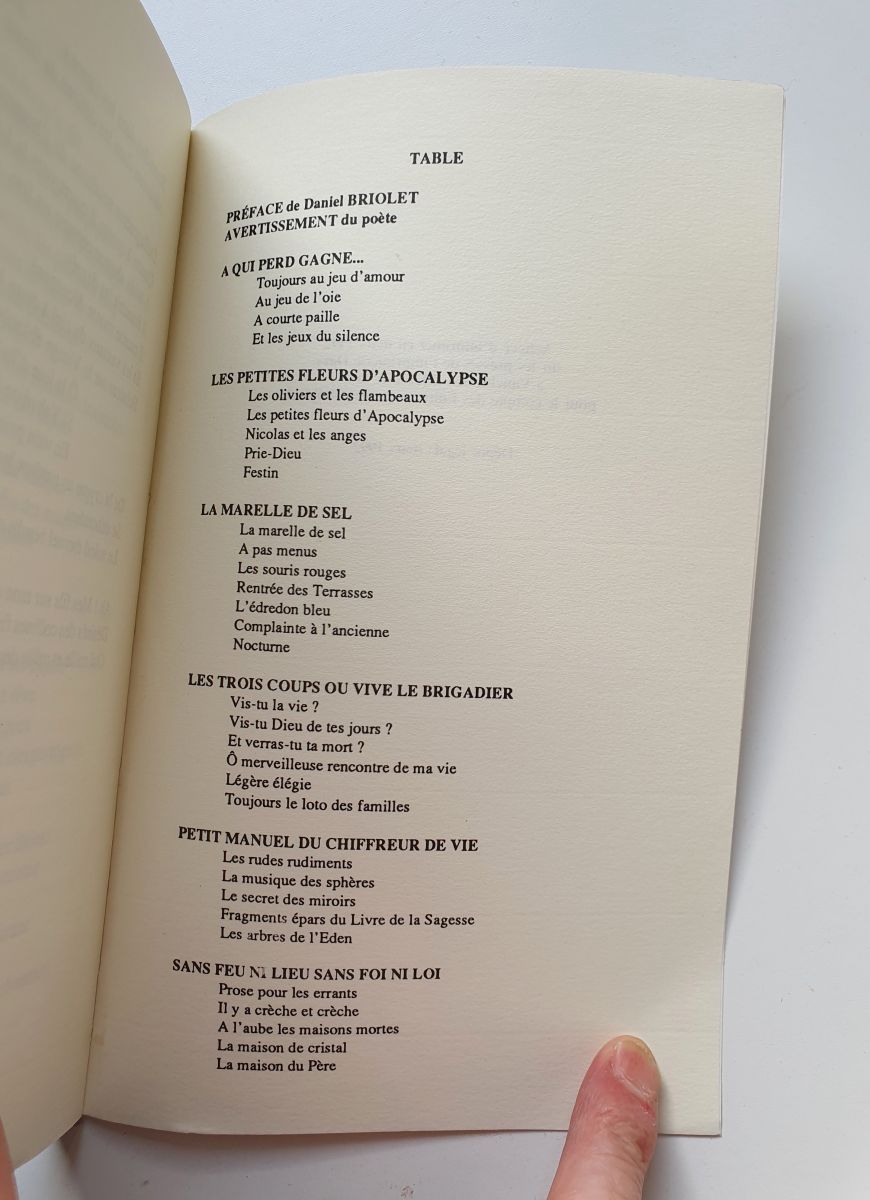 TABLE
PRÉFACE de Daniel BRIOLET
AVERTISSEMENT du poète
A QUI PERD GAGNE...
Toujours au jeu d'amour
Au jeu de l'oie
A courte paille
Et les jeux du silence
LES PETITES FLEURS D'APOCALYPSE
Les oliviers et les flambeaux
Les petites fleurs d'Apocalypse
Nicolas et les anges
Prie-Dieu
Festin
LA MARELLE DE SEL
La marelle de sel
A pas menus
Les souris rouges
Rentrée des Terrasses
L'édredon bleu
Complainte à l'ancienne
Nocturne
LES TROIS COUPS OU VIVE LE BRIGADIER
Vis-tu la vie ?
Vis-tu Dieu de tes jours ?
Et verras-tu ta mort ?
Ô merveilleuse rencontre de ma vie
Légère élégie
Toujours le loto des familles
PETIT MANUEL DU CHIFFREUR DE VIE
Les rudes rudiments
La musique des sphères
Le secret des miroirs
Fragments épars du Livre de la Sagesse
Les arbres de l'Eden
SANS FEU NI LIEU SANS FOI NI LOI
Prose pour les errants
Il y a crèche et crèche
A l'aube les maisons mortes
La maison de cristal
La maison du Père